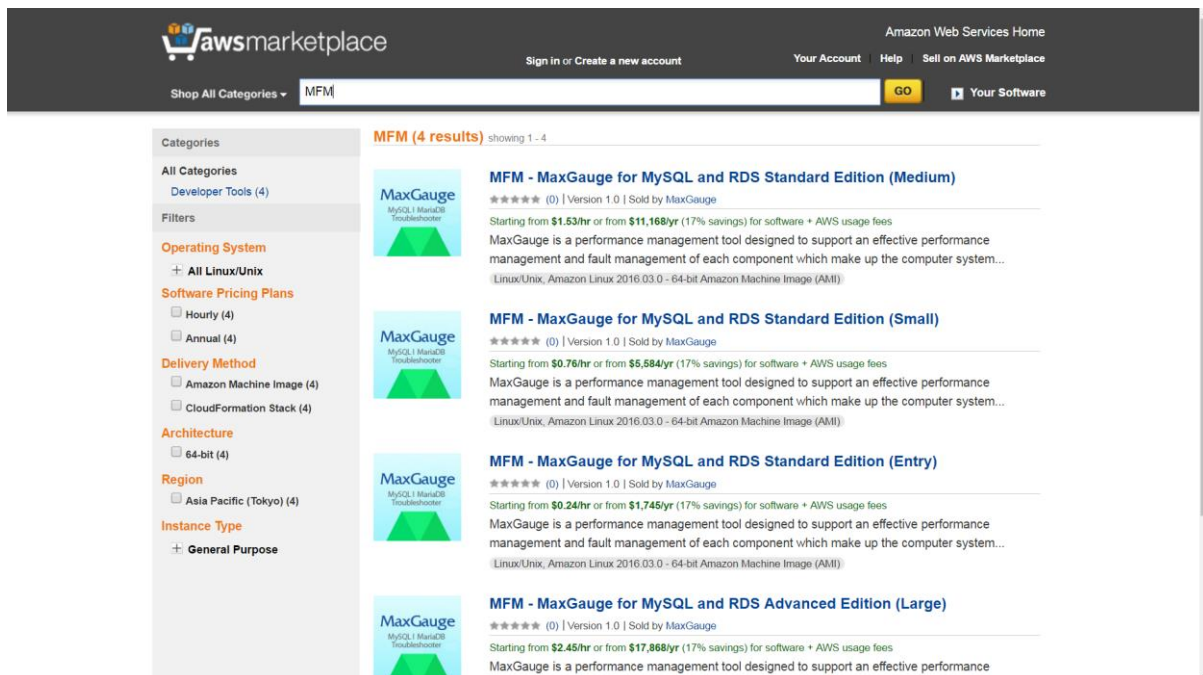 awsmarketplace
Amazon Web Services Home
Sign in or Create a new account
Your Account | Help | Sell on AWS Marketplace
Shop All Categories
MFM
GO
Your Software
Categories
All Categories
Developer Tools (4)
Filters
Operating System
All Linux/Unix
Software Pricing Plans
Hourly (4)
Annual (4)
Delivery Method
Amazon Machine Image (4)
CloudFormation Stack (4)
Architecture
64-bit (4)
Region
Asia Pacific (Tokyo) (4)
Instance Type
General Purpose
MFM (4 results) showing 1 - 4
MaxGauge
MySQL | MariaDB
Troubleshooter
MFM - MaxGauge for MySQL and RDS Standard Edition (Medium)
(0) | Version 1.0 | Sold by MaxGauge
Starting from $1.53/hr or from $11,168/yr (17% savings) for software + AWS usage fees
MaxGauge is a performance management tool designed to support an effective performance
management and fault management of each component which make up the computer system...
Linux/Unix, Amazon Linux 2016.03.0 - 64-bit Amazon Machine Image (AMI)
MaxGauge
MySQL | MariaDB
Troubleshooter
MFM - MaxGauge for MySQL and RDS Standard Edition (Small)
(0) | Version 1.0 | Sold by MaxGauge
Starting from $0.76/hr or from $5,584/yr (17% savings) for software + AWS usage fees
MaxGauge is a performance management tool designed to support an effective performance
management and fault management of each component which make up the computer system...
Linux/Unix, Amazon Linux 2016.03.0 - 64-bit Amazon Machine Image (AMI)
MaxGauge
MySQL | MariaDB
Troubleshooter
MFM - MaxGauge for MySQL and RDS Standard Edition (Entry)
(0) | Version 1.0 | Sold by MaxGauge
Starting from $0.24/hr or from $1,745/yr (17% savings) for software + AWS usage fees
MaxGauge is a performance management tool designed to support an effective performance
management and fault management of each component which make up the computer system...
Linux/Unix, Amazon Linux 2016.03.0 - 64-bit Amazon Machine Image (AMI)
MaxGauge
MySQL | MariaDB
Troubleshooter
MFM - MaxGauge for MySQL and RDS Advanced Edition (Large)
(0) | Version 1.0 | Sold by MaxGauge
Starting from $2.45/hr or from $17,868/yr (17% savings) for software + AWS usage fees
MaxGauge is a performance management tool designed to support an effective performance